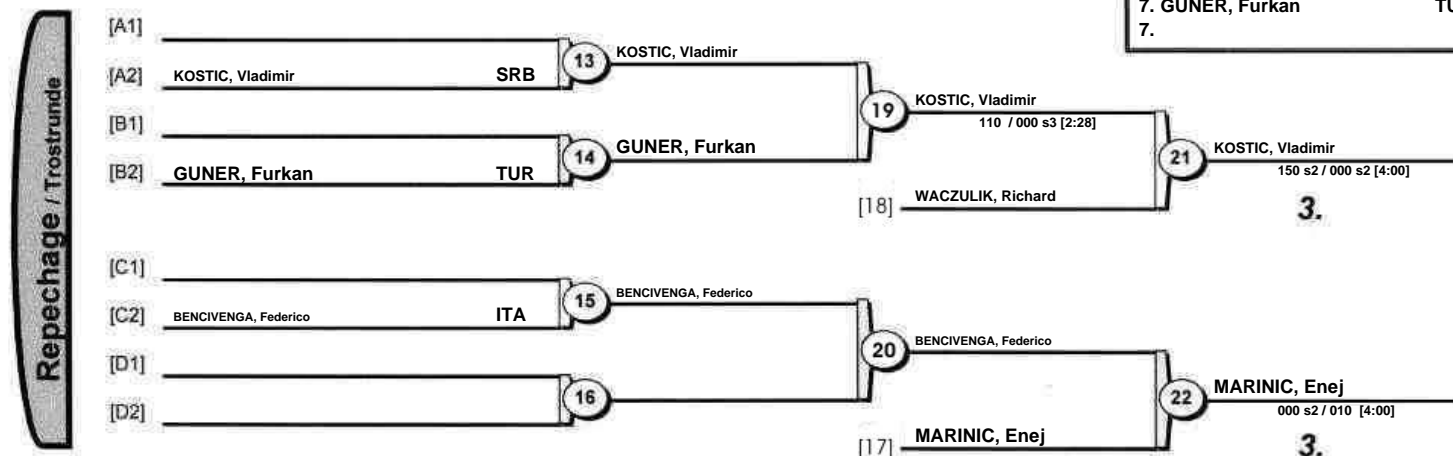 7. GUNER, Furkan TU
7.
Repechage / Trostrunde
[A1]
[A2] KOSTIC, Vladimir SRB
13
KOSTIC, Vladimir
[B1]
[B2] GUNER, Furkan TUR
14
GUNER, Furkan
19
KOSTIC, Vladimir
110 / 000 s3 [2:28]
[18] WACZULIK, Richard
21
KOSTIC, Vladimir
150 s2 / 000 s2 [4:00]
3.
[C1]
[C2] BENCIVENGA, Federico ITA
15
BENCIVENGA, Federico
[D1]
[D2]
16
20
BENCIVENGA, Federico
[17] MARINIC, Enej
22
MARINIC, Enej
000 s2 / 010 [4:00]
3.